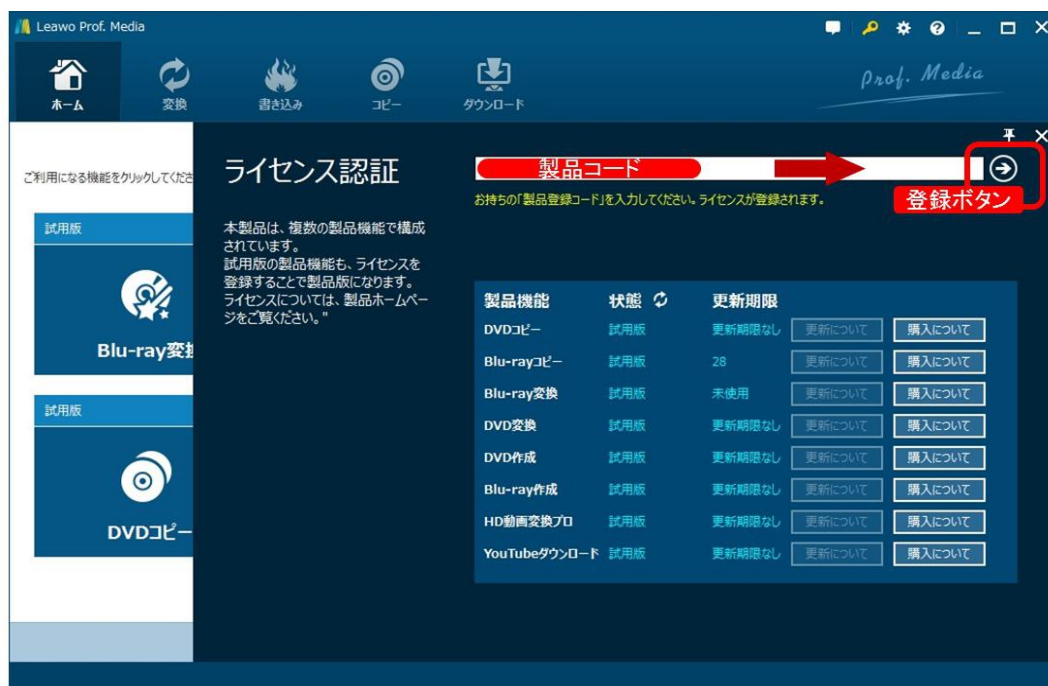 Leawo Prof. Media
ホーム
変換
書き込み
コピー
ダウンロード
Prof. Media
ご利用になる機能をクリックしてくださ
試用版
Blu-ray変換
試用版
DVDコピー
ライセンス認証
本製品は、複数の製品機能で構成
されています。
試用版の製品機能も、ライセンスを
登録することで製品版になります。
ライセンスについては、製品ホームペー
ジをご覧ください。"
製品コード
お持ちの「製品登録コード」を入力してください。ライセンスが登録されます。
登録ボタン
製品機能 状態 更新期限
DVDコピー 試用版 更新期限なし 更新について 購入について
Blu-rayコピー 試用版 28 更新について 購入について
Blu-ray変換 試用版 未使用 更新について 購入について
DVD変換 試用版 更新期限なし 更新について 購入について
DVD作成 試用版 更新期限なし 更新について 購入について
Blu-ray作成 試用版 更新期限なし 更新について 購入について
HD動画変換プロ 試用版 更新期限なし 更新について 購入について
YouTubeダウンロード 試用版 更新期限なし 更新について 購入について